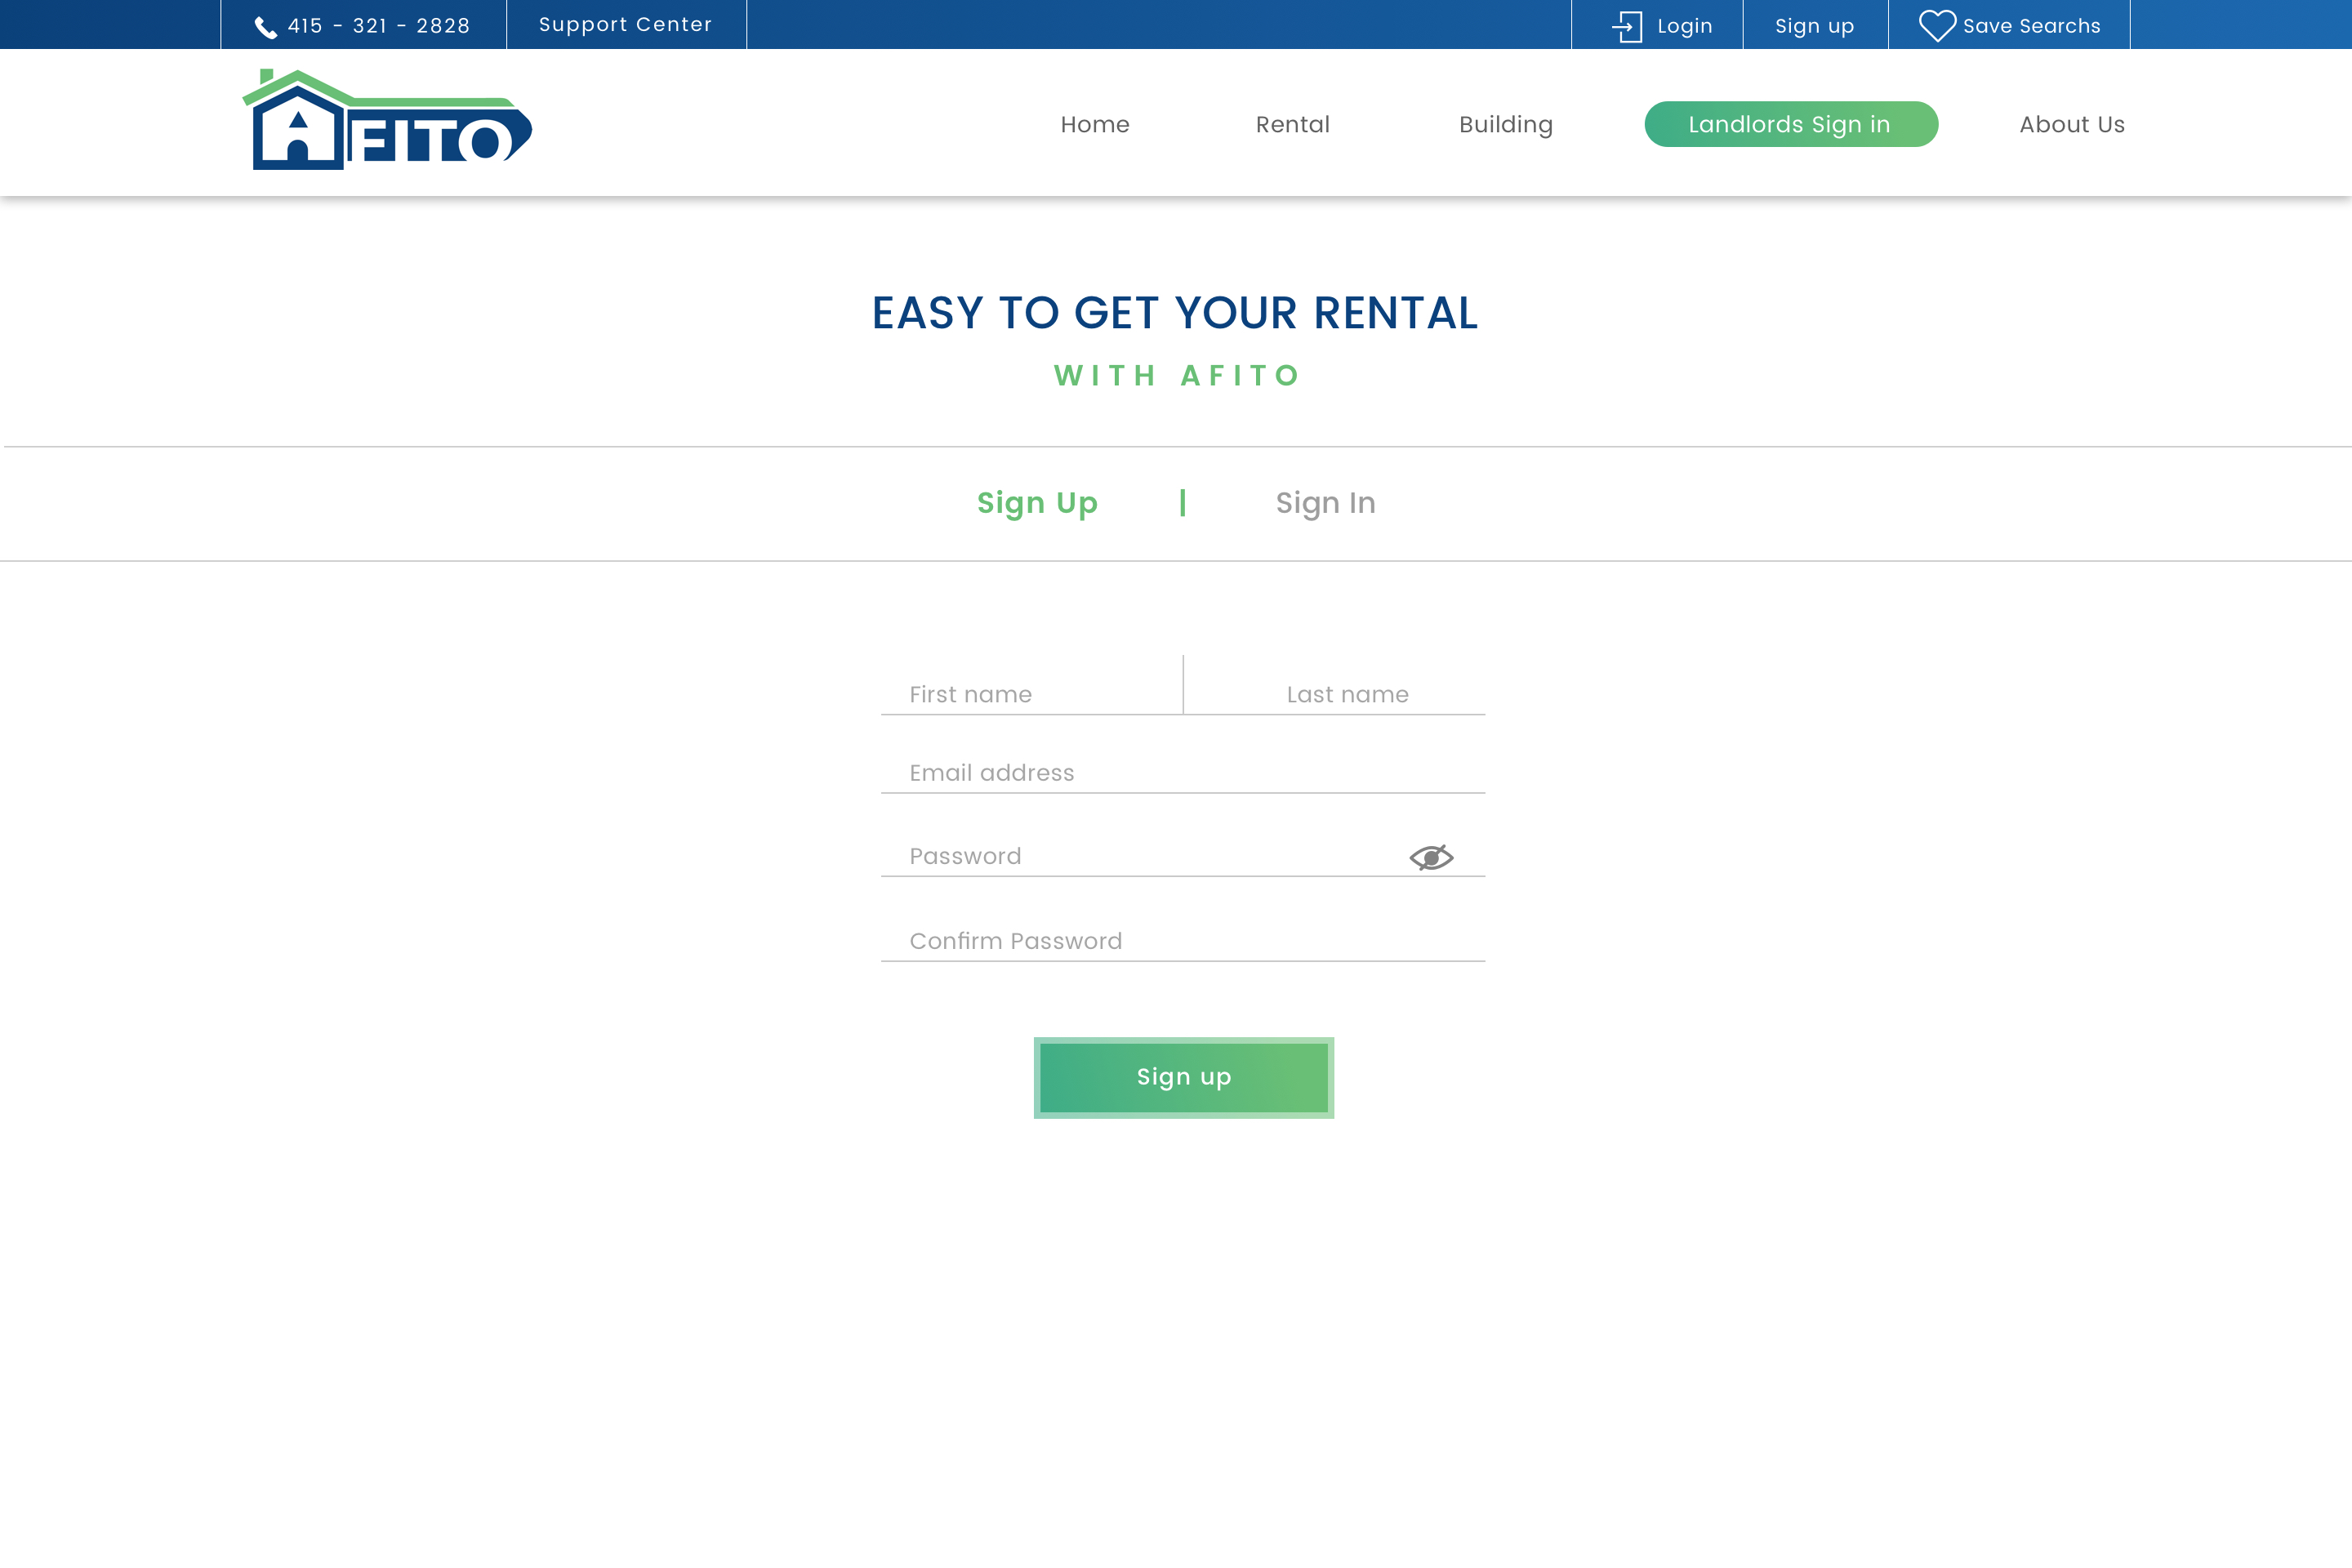 415 - 321 - 2828 Support Center Login Sign up Save Searchs
AFITO
Home Rental Building Landlords Sign in About Us
EASY TO GET YOUR RENTAL
WITH AFITO
Sign Up | Sign In
First name Last name
Email address
Password
Confirm Password
Sign up